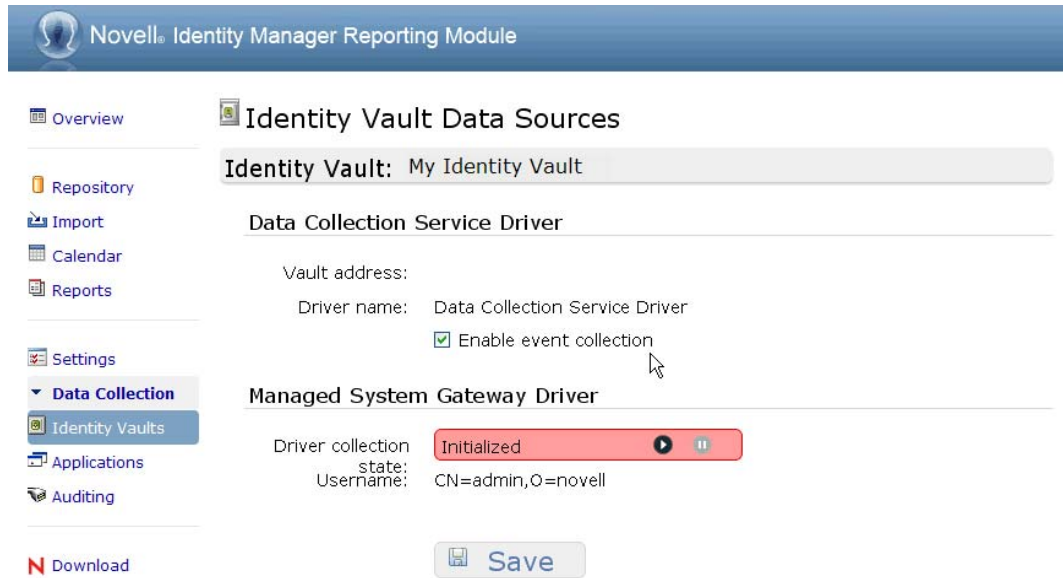 Novell® Identity Manager Reporting Module
Overview
Repository
Import
Calendar
Reports
Settings
Data Collection
Identity Vaults
Applications
Auditing
N Download
Identity Vault Data Sources
Identity Vault: My Identity Vault
Data Collection Service Driver
Vault address:
Driver name: Data Collection Service Driver
Enable event collection
Managed System Gateway Driver
Driver collection state: Initialized
Username: CN=admin,O=novell
Save